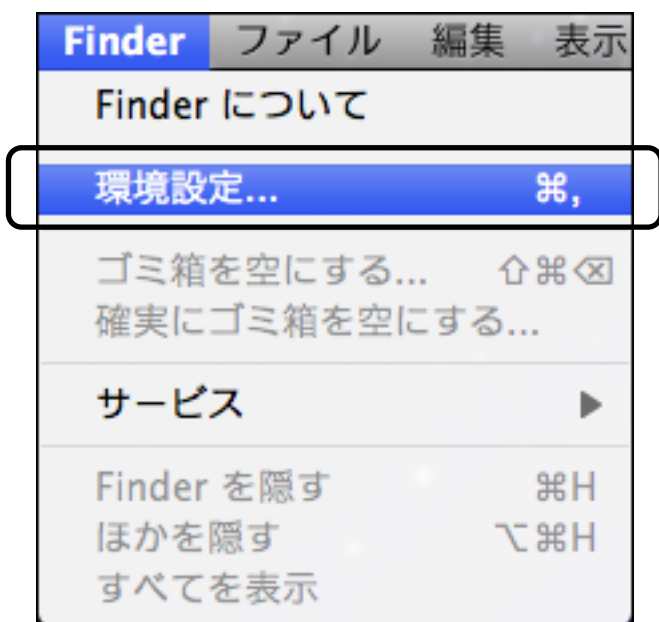 Finder ファイル 編集 表示
Finder について
環境設定... ⌘,
ゴミ箱を空にする... ⇧⌘⌫
確実にゴミ箱を空にする...
サービス ▶
Finder を隠す ⌘H
ほかを隠す ⌥⌘H
すべてを表示